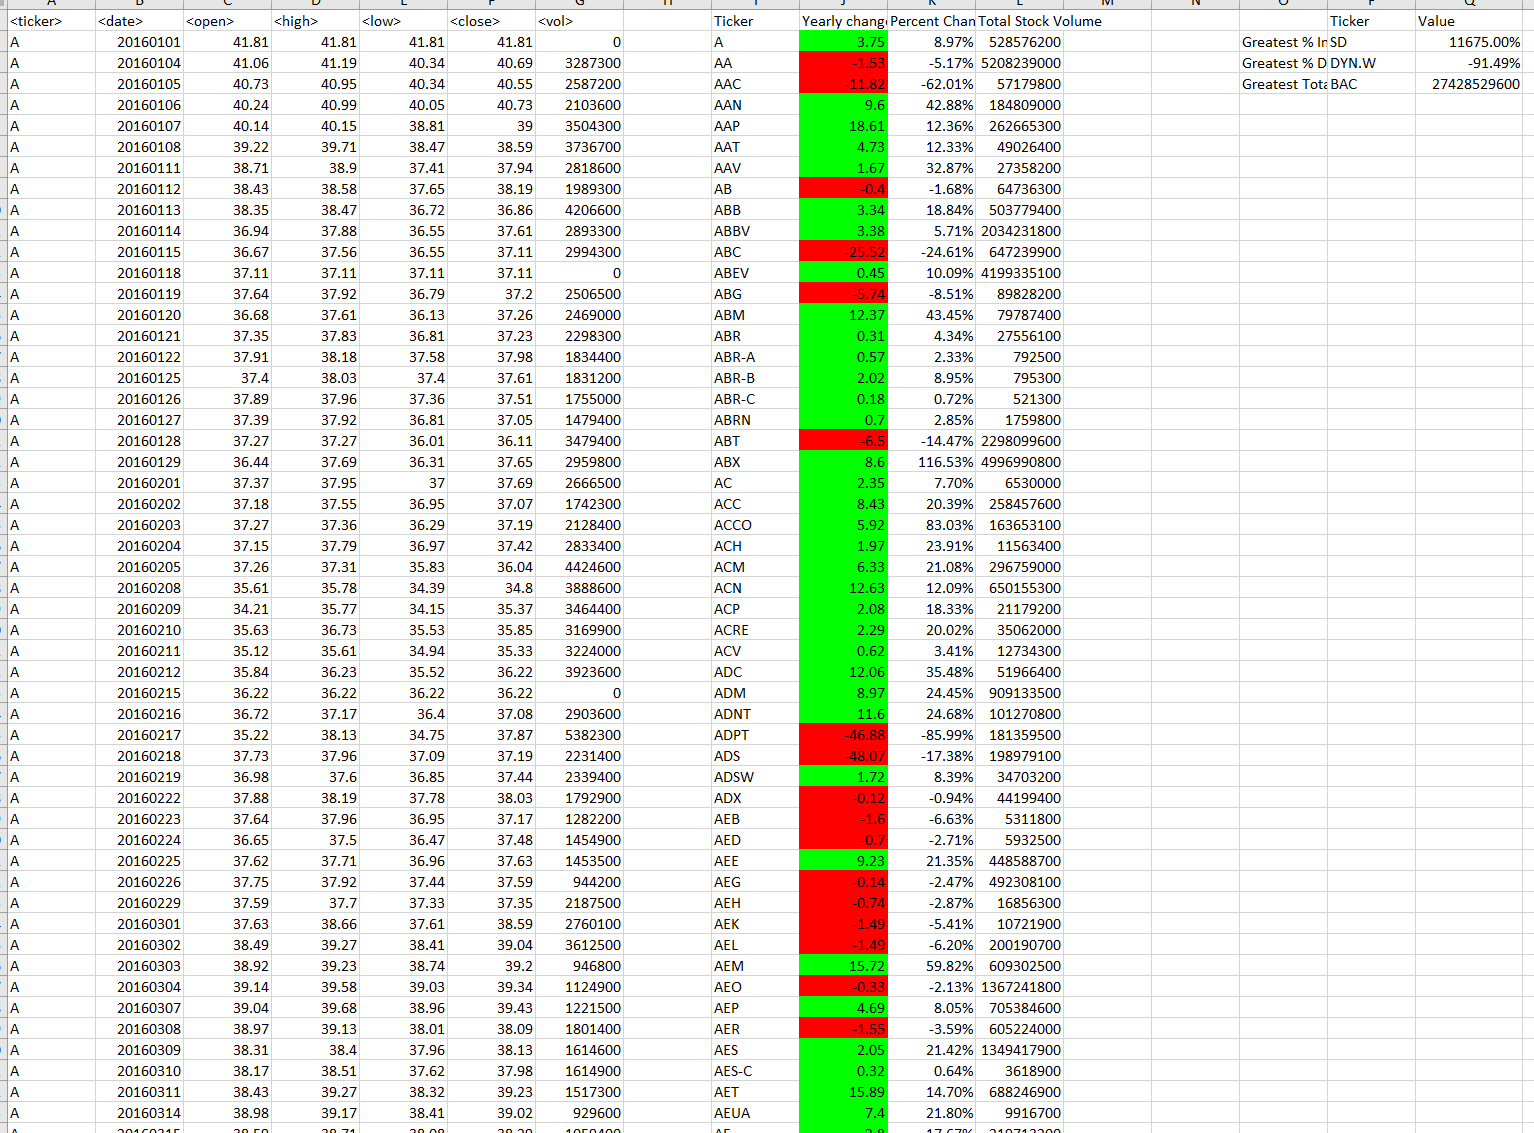 A B C D E F G H I J K L M N O P Q
<ticker> <date> <open> <high> <low> <close> <vol> Ticker Yearly change Percent Chan Total Stock Volume Ticker Value
A 20160101 41.81 41.81 41.81 41.81 0 A 3.75 8.97% 528576200 Greatest % In SD 11675.00%
A 20160104 41.06 41.19 40.34 40.69 3287300 AA -1.53 -5.17% 5208239000 Greatest % D DYN.W -91.49%
A 20160105 40.73 40.95 40.34 40.55 2587200 AAC -11.82 -62.01% 57179800 Greatest Tota BAC 27428529600
A 20160106 40.24 40.99 40.05 40.73 2103600 AAN 9.6 42.88% 184809000
A 20160107 40.14 40.15 38.81 39 3504300 AAP 18.61 12.36% 262665300
A 20160108 39.22 39.71 38.47 38.59 3736700 AAT 4.73 12.33% 49026400
A 20160111 38.71 38.9 37.41 37.94 2818600 AAV 1.67 32.87% 27358200
A 20160112 38.43 38.58 37.65 38.19 1989300 AB -0.4 -1.68% 64736300
A 20160113 38.35 38.47 36.72 36.86 4206600 ABB 3.34 18.84% 503779400
A 20160114 36.94 37.88 36.55 37.61 2893300 ABBV 3.38 5.71% 2034231800
A 20160115 36.67 37.56 36.55 37.11 2994300 ABC -25.52 -24.61% 647239900
A 20160118 37.11 37.11 37.11 37.11 0 ABEV 0.45 10.09% 4199335100
A 20160119 37.64 37.92 36.79 37.2 2506500 ABG -5.74 -8.51% 89828200
A 20160120 36.68 37.61 36.13 37.26 2469000 ABM 12.37 43.45% 79787400
A 20160121 37.35 37.83 36.81 37.23 2298300 ABR 0.31 4.34% 27556100
A 20160122 37.91 38.18 37.58 37.98 1834400 ABR-A 0.57 2.33% 792500
A 20160125 37.4 38.03 37.4 37.61 1831200 ABR-B 2.02 8.95% 795300
A 20160126 37.89 37.96 37.36 37.51 1755000 ABR-C 0.18 0.72% 521300
A 20160127 37.39 37.92 36.81 37.05 1479400 ABRN 0.7 2.85% 1759800
A 20160128 37.27 37.27 36.01 36.11 3479400 ABT -6.5 -14.47% 2298099600
A 20160129 36.44 37.69 36.31 37.65 2959800 ABX 8.6 116.53% 4996990800
A 20160201 37.37 37.95 37 37.69 2666500 AC 2.35 7.70% 6530000
A 20160202 37.18 37.55 36.95 37.07 1742300 ACC 8.43 20.39% 258457600
A 20160203 37.27 37.36 36.29 37.19 2128400 ACCO 5.92 83.03% 163653100
A 20160204 37.15 37.79 36.97 37.42 2833400 ACH 1.97 23.91% 11563400
A 20160205 37.26 37.31 35.83 36.04 4424600 ACM 6.33 21.08% 296759000
A 20160208 35.61 35.78 34.39 34.8 3888600 ACN 12.63 12.09% 650155300
A 20160209 34.21 35.77 34.15 35.37 3464400 ACP 2.08 18.33% 21179200
A 20160210 35.63 36.73 35.53 35.85 3169900 ACRE 2.29 20.02% 35062000
A 20160211 35.12 35.61 34.94 35.33 3224000 ACV 0.62 3.41% 12734300
A 20160212 35.84 36.23 35.52 36.22 3923600 ADC 12.06 35.48% 51966400
A 20160215 36.22 36.22 36.22 36.22 0 ADM 8.97 24.45% 909133500
A 20160216 36.72 37.17 36.4 37.08 2903600 ADNT 11.6 24.68% 101270800
A 20160217 35.22 38.13 34.75 37.87 5382300 ADPT -46.88 -85.99% 181359500
A 20160218 37.73 37.96 37.09 37.19 2231400 ADS -48.07 -17.38% 198979100
A 20160219 36.98 37.6 36.85 37.44 2339400 ADSW 1.72 8.39% 34703200
A 20160222 37.88 38.19 37.78 38.03 1792900 ADX -0.12 -0.94% 44199400
A 20160223 37.64 37.96 36.95 37.17 1282200 AEB -1.6 -6.63% 5311800
A 20160224 36.65 37.5 36.47 37.48 1454900 AED -0.7 -2.71% 5932500
A 20160225 37.62 37.71 36.96 37.63 1453500 AEE 9.23 21.35% 448588700
A 20160226 37.75 37.92 37.44 37.59 944200 AEG -0.14 -2.47% 492308100
A 20160229 37.59 37.7 37.33 37.35 2187500 AEH -0.74 -2.87% 16856300
A 20160301 37.63 38.66 37.61 38.59 2760100 AEK -1.49 -5.41% 10721900
A 20160302 38.49 39.27 38.41 39.04 3612500 AEL -1.49 -6.20% 200190700
A 20160303 38.92 39.23 38.74 39.2 946800 AEM 15.72 59.82% 609302500
A 20160304 39.14 39.58 39.03 39.34 1124900 AEO -0.33 -2.13% 1367241800
A 20160307 39.04 39.68 38.96 39.43 1221500 AEP 4.69 8.05% 705384600
A 20160308 38.97 39.13 38.01 38.09 1801400 AER -1.55 -3.59% 605224000
A 20160309 38.31 38.4 37.96 38.13 1614600 AES 2.05 21.42% 1349417900
A 20160310 38.17 38.51 37.62 37.98 1614900 AES-C 0.32 0.64% 3618900
A 20160311 38.43 39.27 38.32 39.23 1517300 AET 15.89 14.70% 688246900
A 20160314 38.98 39.17 38.41 39.02 929600 AEUA 7.4 21.80% 9916700